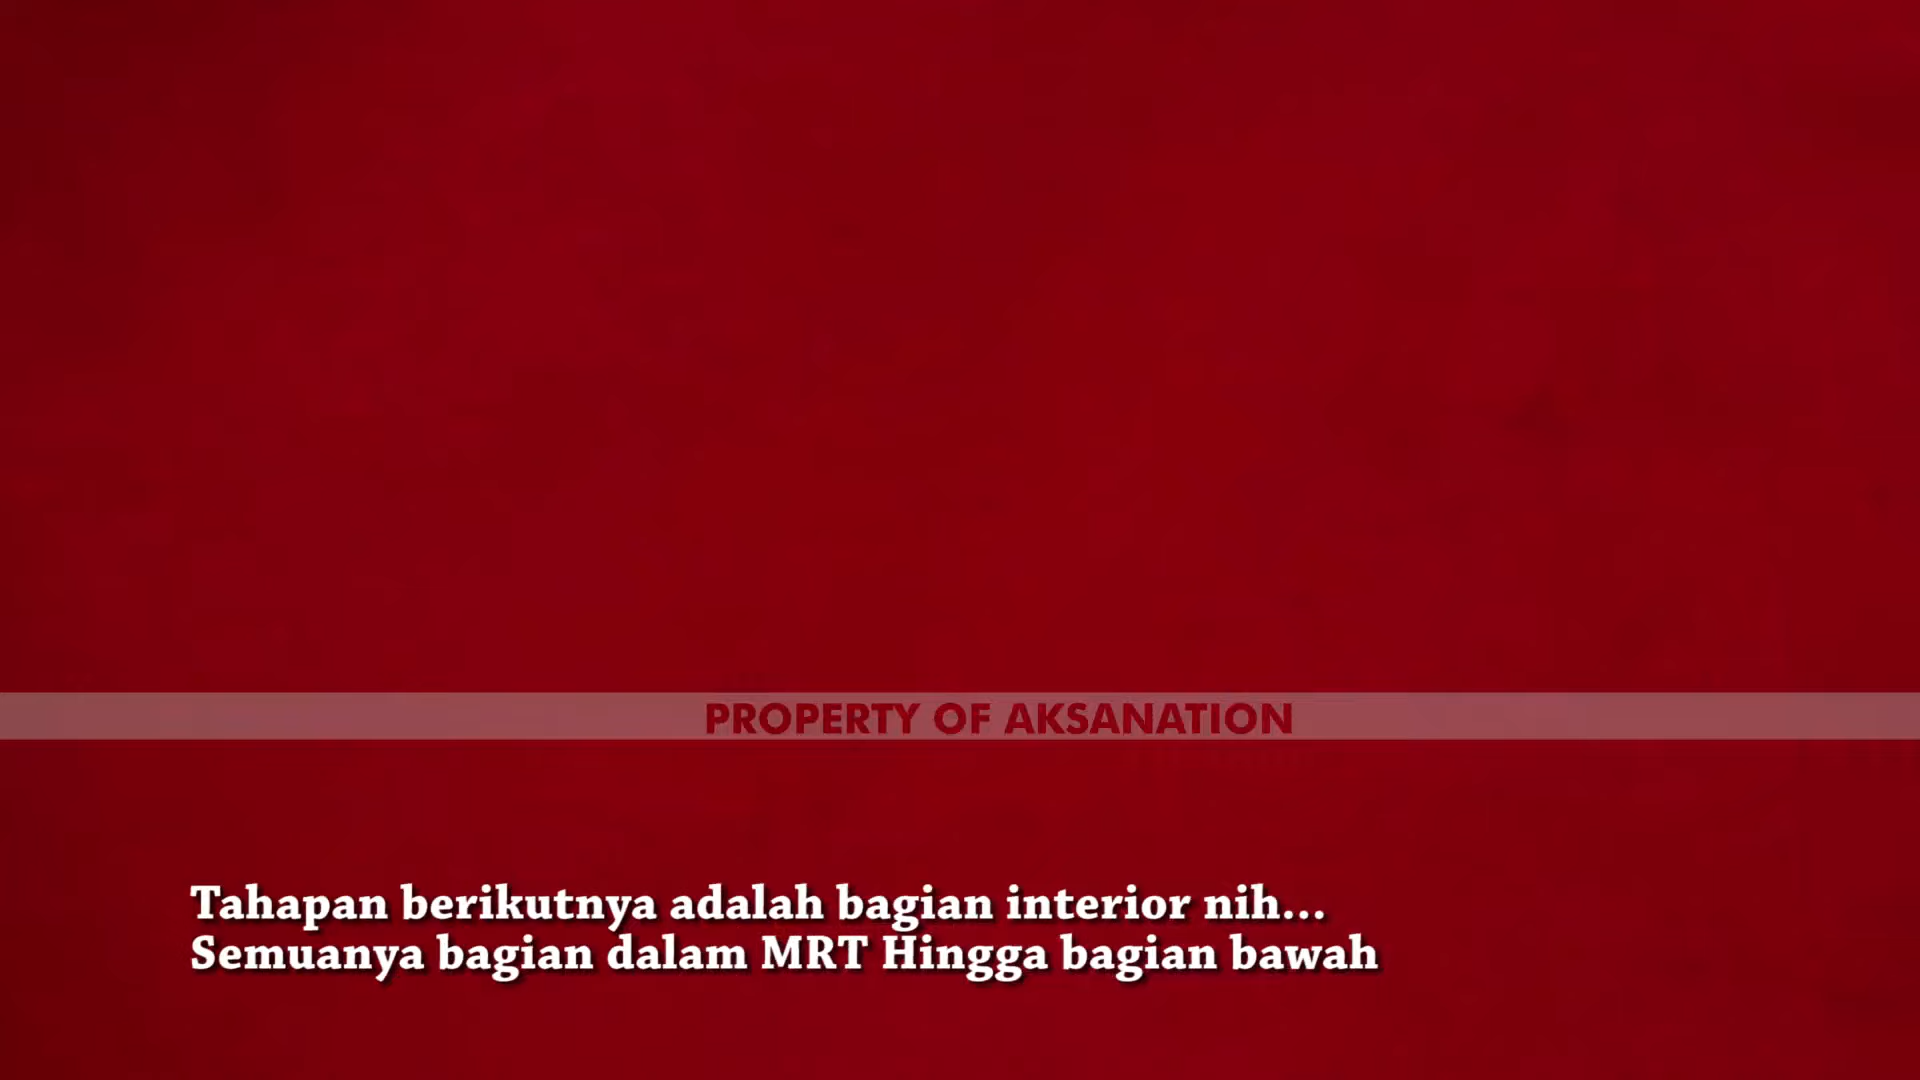 PROPERTY OF AKSANATION
Tahapan berikutnya adalah bagian interior nih...
Semuanya bagian dalam MRT Hingga bagian bawah